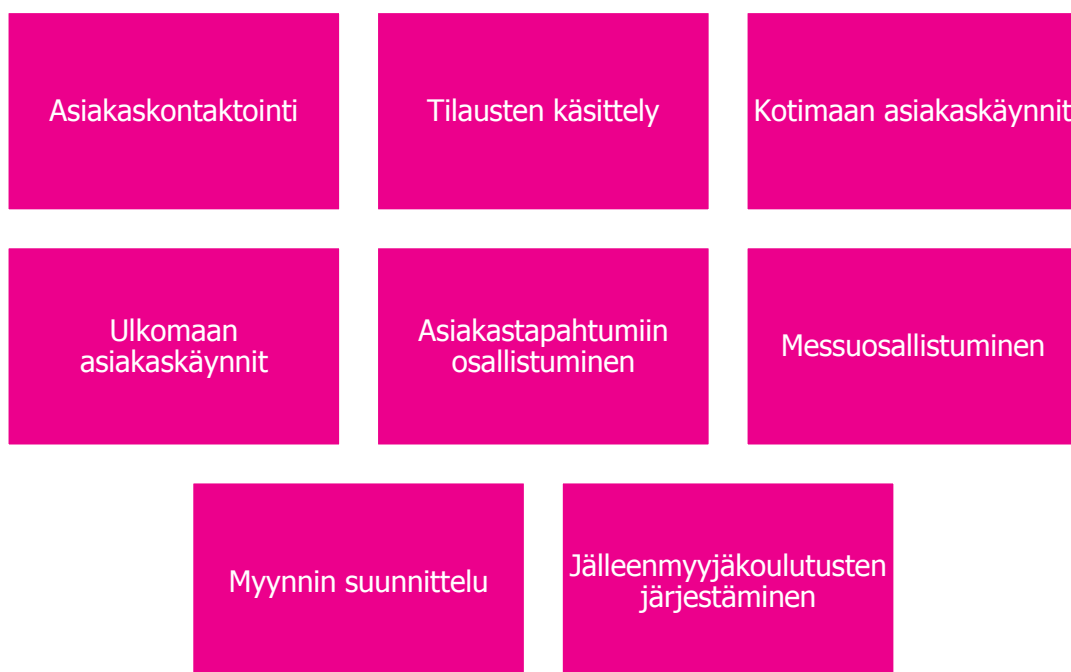 Asiakaskontaktointi
Tilausten käsittely
Kotimaan asiakaskäynnit
Ulkomaan
asiakaskäynnit
Asiakastapahtumiin
osallistuminen
Messuosallistuminen
Myynnin suunnittelu
Jälleenmyyjäkoulutusten
järjestäminen